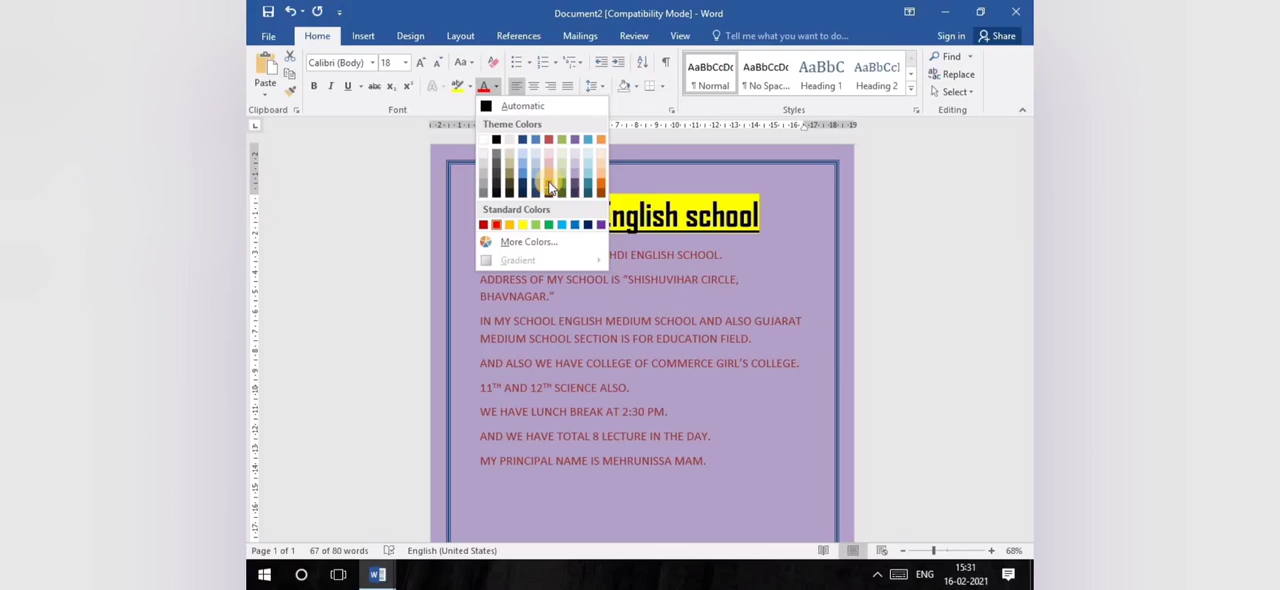 Document2 [Compatibility Mode] - Word
File Home Insert Design Layout References Mailings Review View Tell me what you want to do... Sign in Share
Paste
Calibri (Body) 18 Aa
B I U abc X₂ X² A
AaBbCcDc AaBbCcDc AaBbC AaBbCc
¶ Normal ¶ No Spac... Heading 1 Heading 2
Find
Replace
Select
Clipboard Font Styles Editing
Automatic
Theme Colors
Standard Colors
More Colors...
Gradient
English school
HDI ENGLISH SCHOOL.
ADDRESS OF MY SCHOOL IS “SHISHUVIHAR CIRCLE,
BHAVNAGAR.”
IN MY SCHOOL ENGLISH MEDIUM SCHOOL AND ALSO GUJARAT
MEDIUM SCHOOL SECTION IS FOR EDUCATION FIELD.
AND ALSO WE HAVE COLLEGE OF COMMERCE GIRL’S COLLEGE.
11TH AND 12TH SCIENCE ALSO.
WE HAVE LUNCH BREAK AT 2:30 PM.
AND WE HAVE TOTAL 8 LECTURE IN THE DAY.
MY PRINCIPAL NAME IS MEHRUNISSA MAM.
Page 1 of 1 67 of 80 words English (United States) 68%
ENG 15:31
16-02-2021